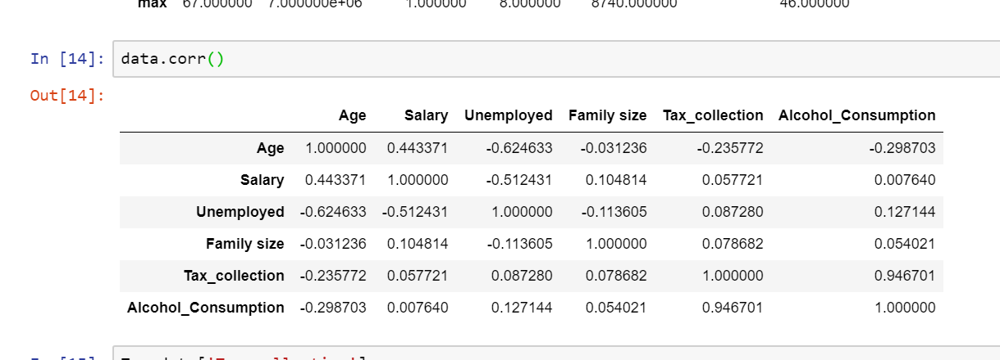 max 67.000000 7.000000e+06 1.000000 8.000000 8740.000000 46.000000
In [14]: data.corr()
Out[14]:
Age Salary Unemployed Family size Tax_collection Alcohol_Consumption
Age 1.000000 0.443371 -0.624633 -0.031236 -0.235772 -0.298703
Salary 0.443371 1.000000 -0.512431 0.104814 0.057721 0.007640
Unemployed -0.624633 -0.512431 1.000000 -0.113605 0.087280 0.127144
Family size -0.031236 0.104814 -0.113605 1.000000 0.078682 0.054021
Tax_collection -0.235772 0.057721 0.087280 0.078682 1.000000 0.946701
Alcohol_Consumption -0.298703 0.007640 0.127144 0.054021 0.946701 1.000000